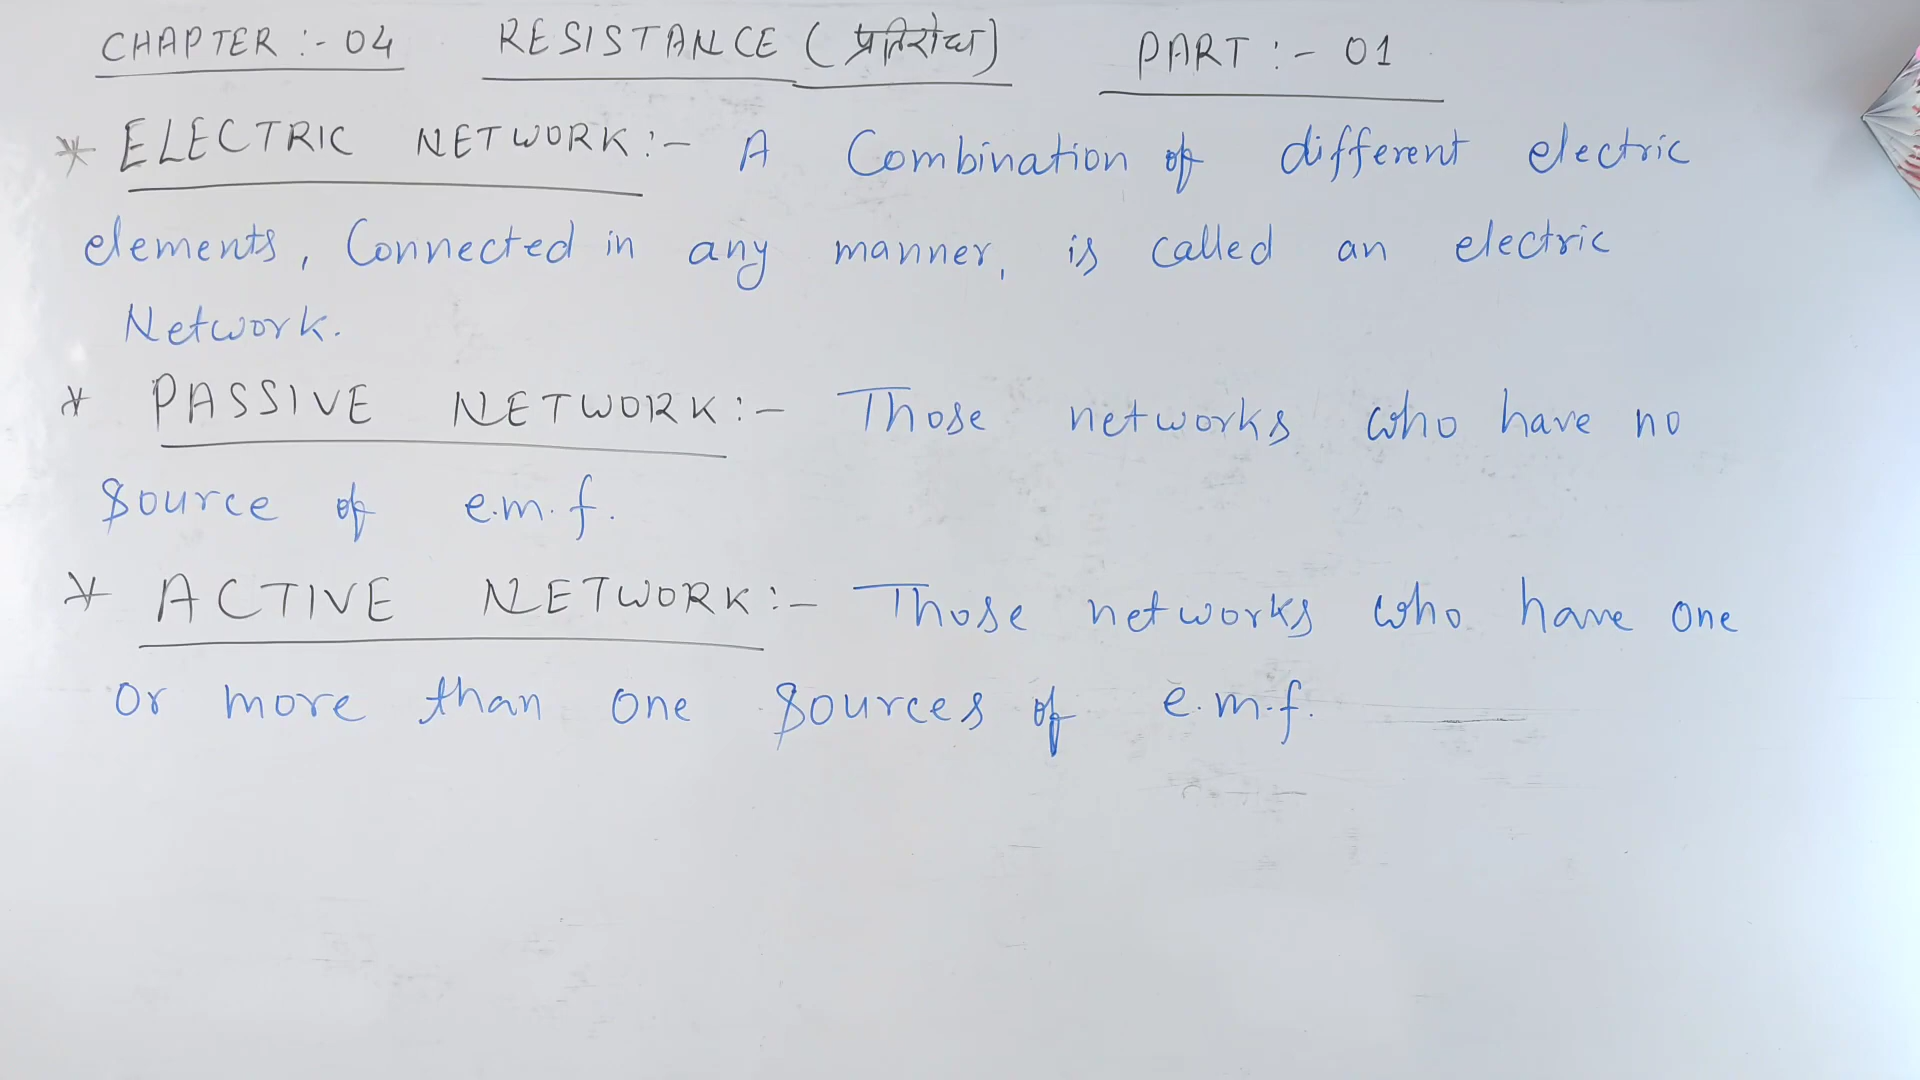 CHAPTER :- 04 RESISTANCE (प्रतिरोध) PART :- 01
* ELECTRIC NETWORK :- A Combination of different electric
elements, Connected in any manner, is called an electric
Network.
* PASSIVE NETWORK :- Those networks who have no
source of e.m.f.
* ACTIVE NETWORK :- Those networks who have one
or more than one sources of e.m.f.